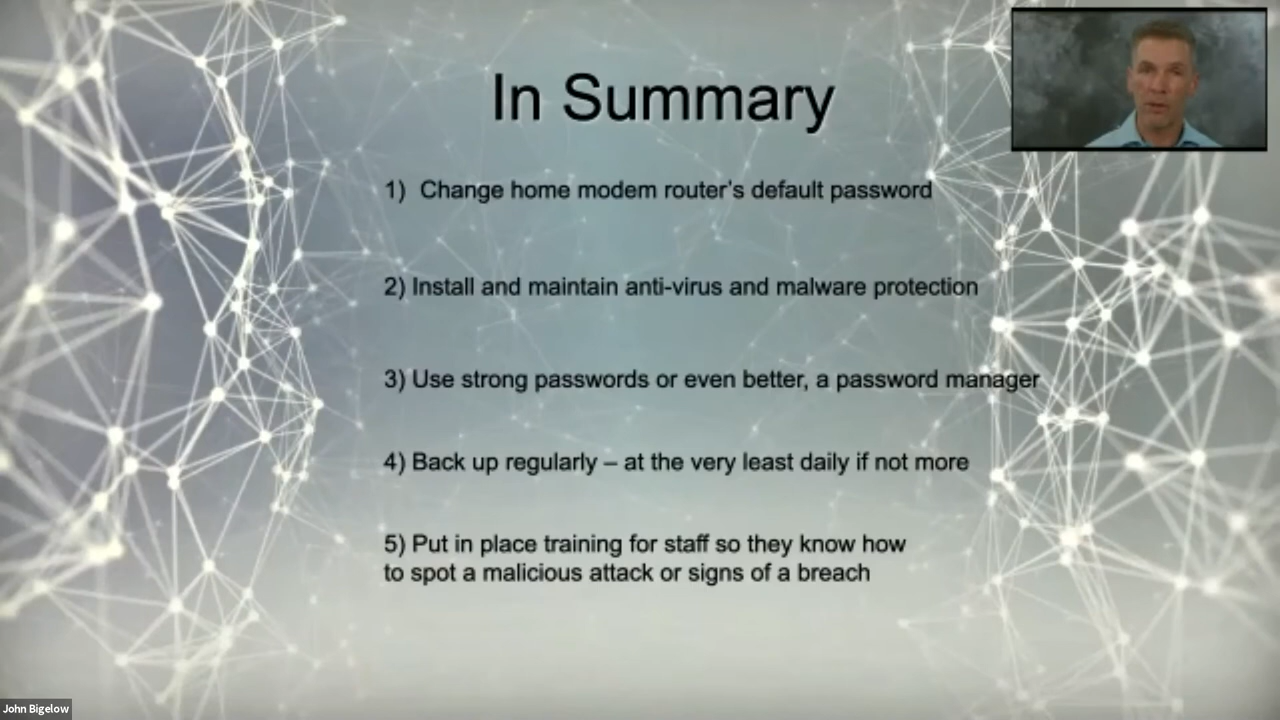 In Summary
1) Change home modem router's default password
2) Install and maintain anti-virus and malware protection
3) Use strong passwords or even better, a password manager
4) Back up regularly – at the very least daily if not more
5) Put in place training for staff so they know how
to spot a malicious attack or signs of a breach
John Bigelow